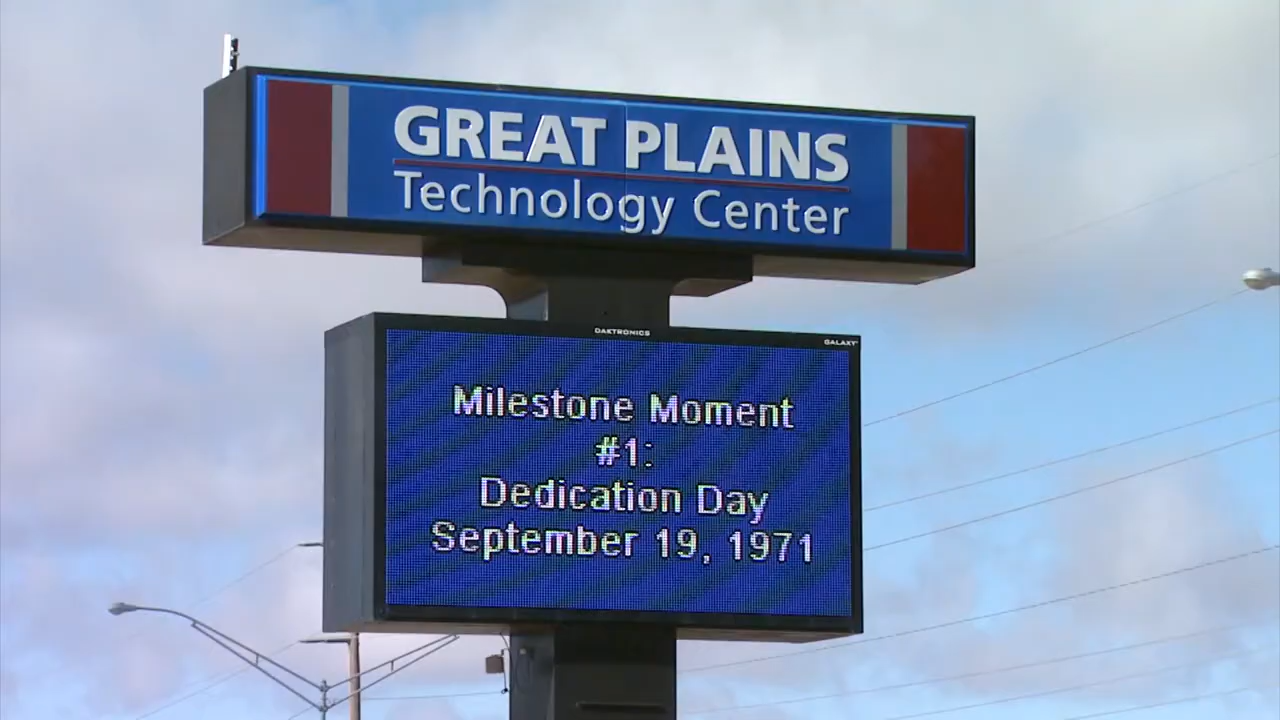 GREAT PLAINS
Technology Center
DAKTRONICS
GALAXY
Milestone Moment
#1:
Dedication Day
September 19, 1971